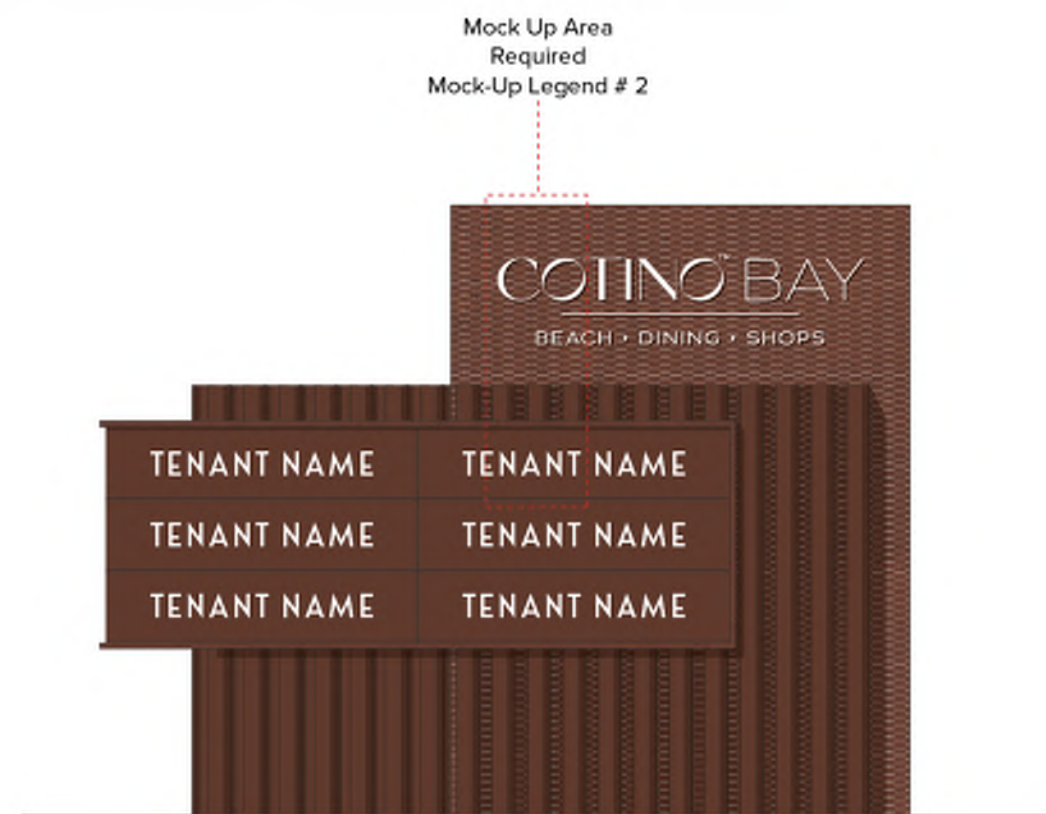 Mock Up Area
Required
Mock-Up Legend # 2
COTINO™ BAY
BEACH • DINING • SHOPS
TENANT NAME TENANT NAME
TENANT NAME TENANT NAME
TENANT NAME TENANT NAME